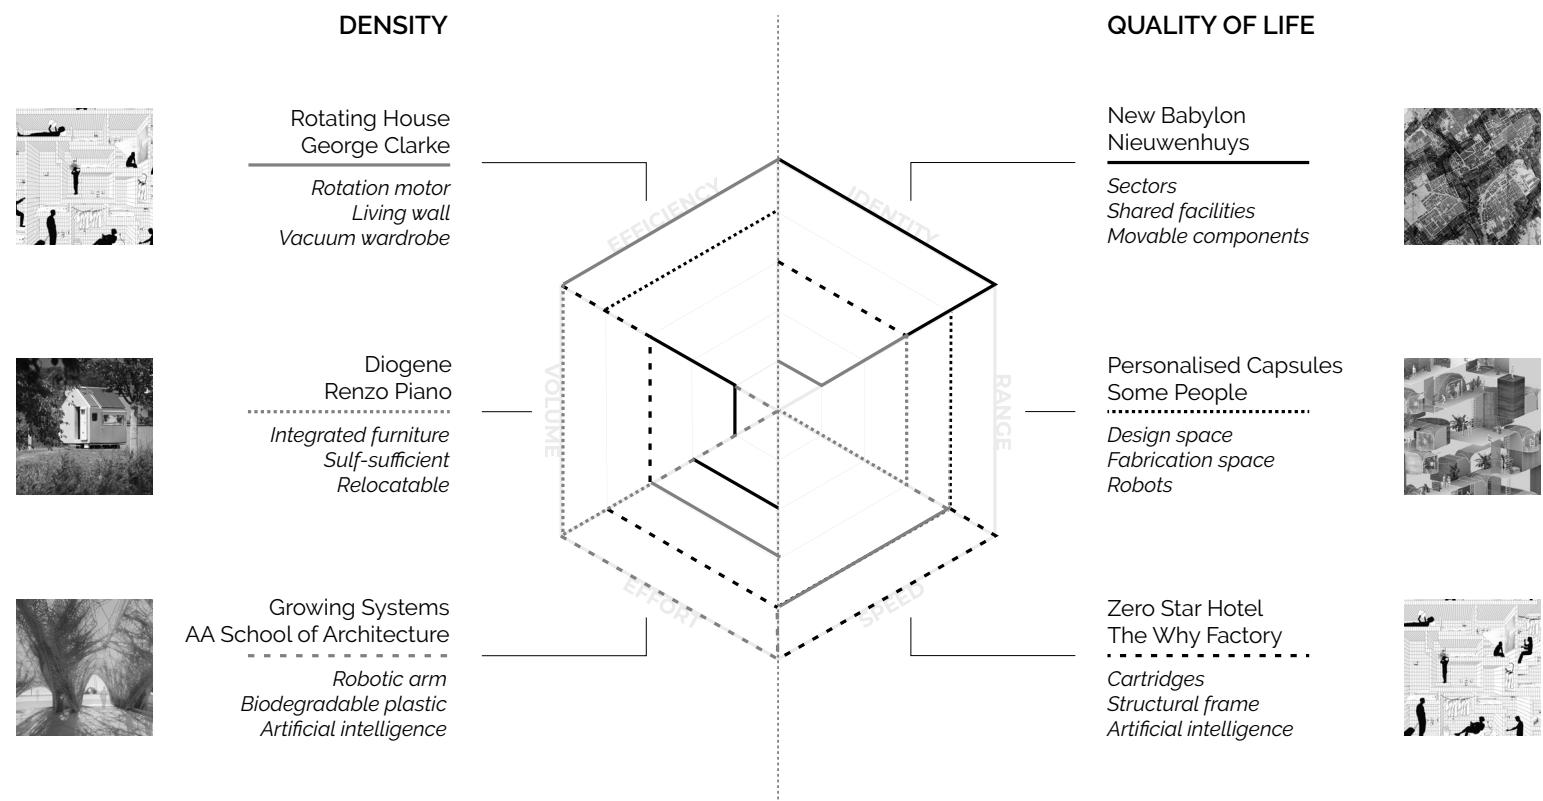 DENSITY
QUALITY OF LIFE
Rotating House
George Clarke
Rotation motor
Living wall
Vacuum wardrobe
New Babylon
Nieuwenhuys
Sectors
Shared facilities
Movable components
EFFICIENCY
IDENTITY
Diogene
Renzo Piano
Integrated furniture
Sulf-sufficient
Relocatable
VOLUME
RANGE
Personalised Capsules
Some People
Design space
Fabrication space
Robots
EFFORT
SPEED
Growing Systems
AA School of Architecture
Robotic arm
Biodegradable plastic
Artificial intelligence
Zero Star Hotel
The Why Factory
Cartridges
Structural frame
Artificial intelligence